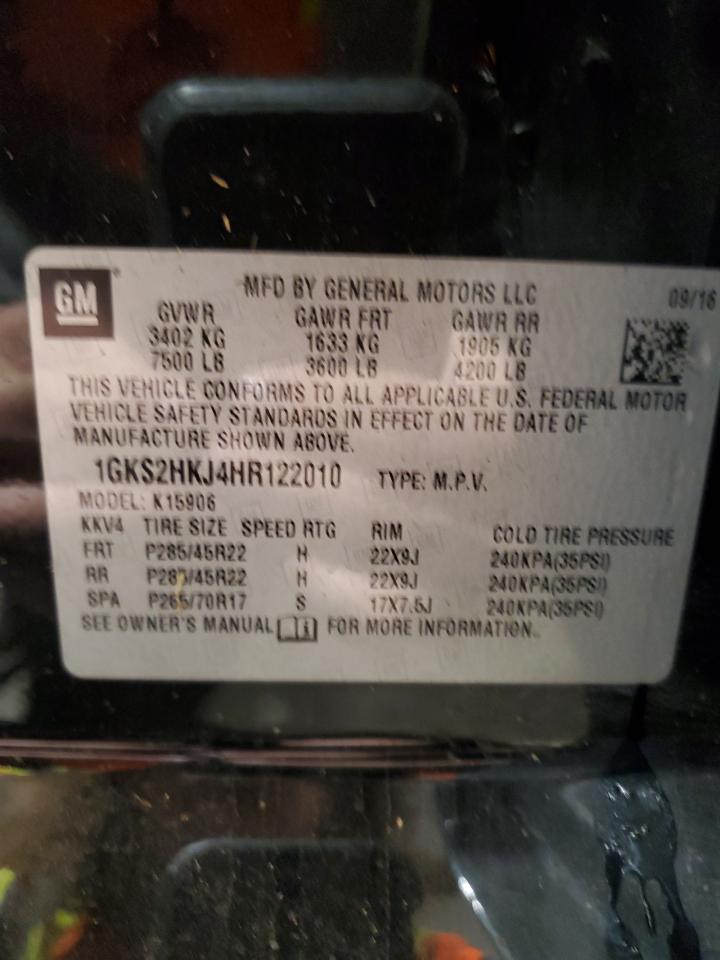 GM
MFD BY GENERAL MOTORS LLC 09/16
GVWR GAWR FRT GAWR RR
3402 KG 1633 KG 1905 KG
7500 LB 3600 LB 4200 LB
THIS VEHICLE CONFORMS TO ALL APPLICABLE U.S. FEDERAL MOTOR
VEHICLE SAFETY STANDARDS IN EFFECT ON THE DATE OF
MANUFACTURE SHOWN ABOVE.
1GKS2HKJ4HR122010 TYPE: M.P.V.
MODEL: K15906
KKV4 TIRE SIZE SPEED RTG RIM COLD TIRE PRESSURE
FRT P285/45R22 H 22X9J 240KPA(35PSI)
RR P285/45R22 H 22X9J 240KPA(35PSI)
SPA P265/70R17 S 17X7.5J 240KPA(35PSI)
SEE OWNER'S MANUAL FOR MORE INFORMATION.